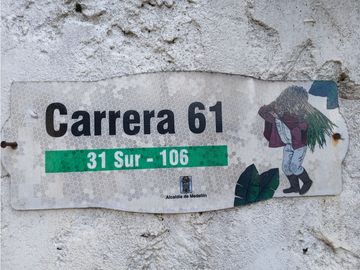 Carrera 61
31 Sur - 106
Alcaldía de Medellín